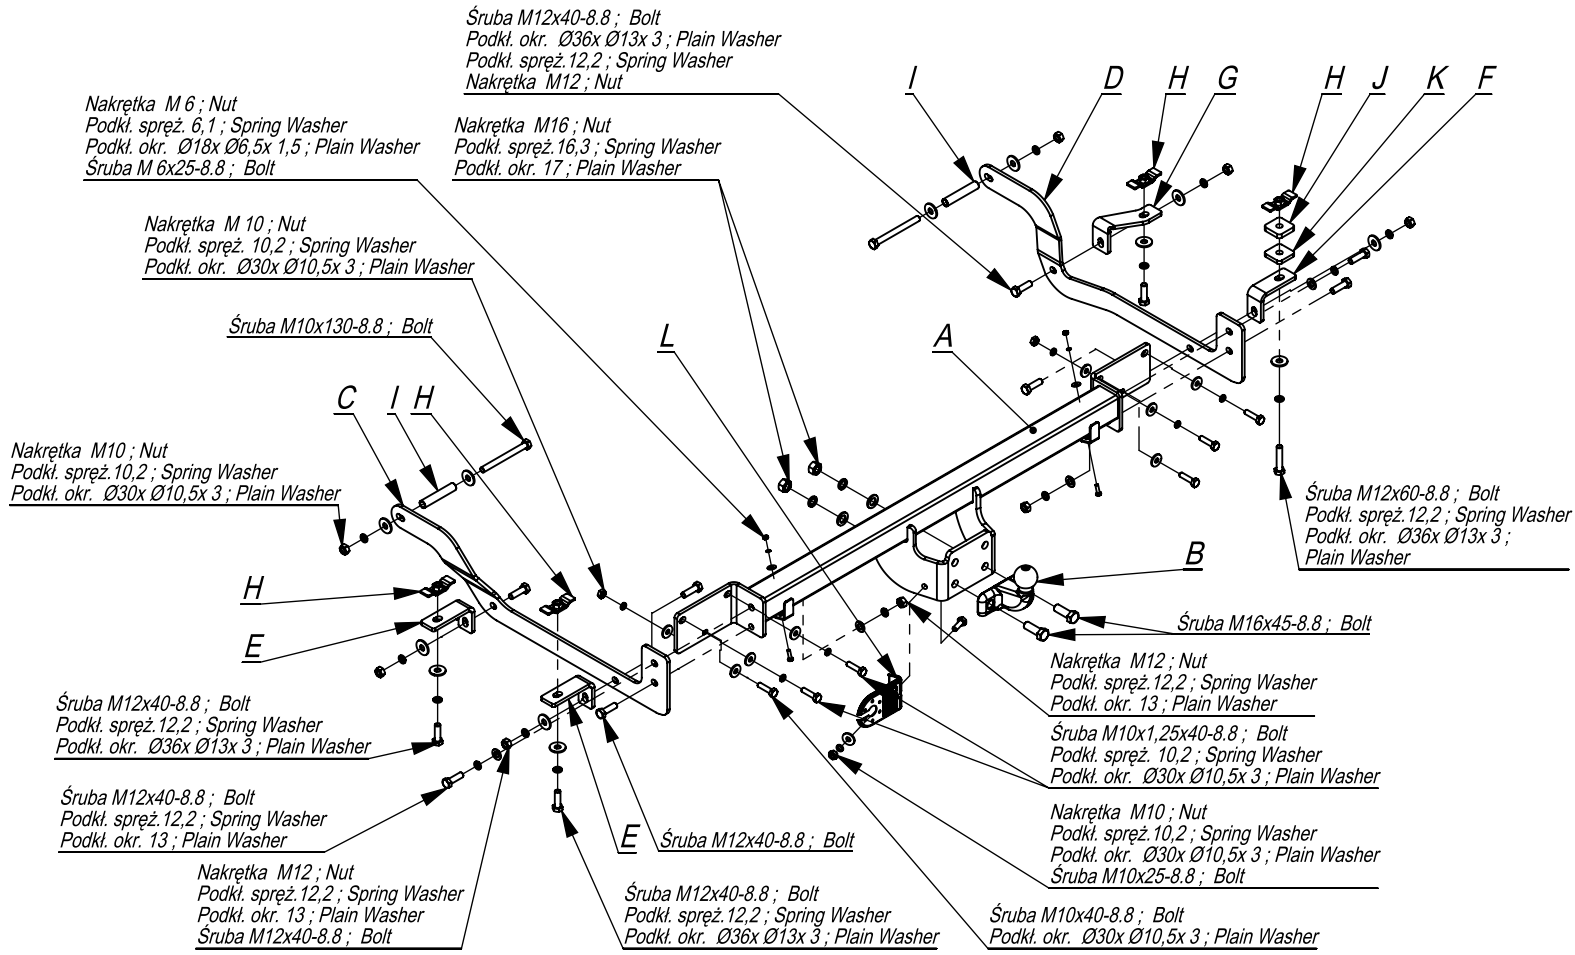 Śruba M12x40-8.8 ; Bolt
Podkł. okr. Ø36x Ø13x 3 ; Plain Washer
Podkł. spręż.12,2 ; Spring Washer
Nakrętka M12 ; Nut
I
D
H
G
H
J
K
F
Nakrętka M 6 ; Nut
Podkł. spręż. 6,1 ; Spring Washer
Podkł. okr. Ø18x Ø6,5x 1,5 ; Plain Washer
Śruba M 6x25-8.8 ; Bolt
Nakrętka M16 ; Nut
Podkł. spręż.16,3 ; Spring Washer
Podkł. okr. 17 ; Plain Washer
Nakrętka M 10 ; Nut
Podkł. spręż. 10,2 ; Spring Washer
Podkł. okr. Ø30x Ø10,5x 3 ; Plain Washer
Śruba M10x130-8.8 ; Bolt
L
A
C
I
H
Nakrętka M10 ; Nut
Podkł. spręż.10,2 ; Spring Washer
Podkł. okr. Ø30x Ø10,5x 3 ; Plain Washer
Śruba M12x60-8.8 ; Bolt
Podkł. spręż.12,2 ; Spring Washer
Podkł. okr. Ø36x Ø13x 3 ;
Plain Washer
H
B
E
Śruba M16x45-8.8 ; Bolt
Nakrętka M12 ; Nut
Podkł. spręż.12,2 ; Spring Washer
Podkł. okr. 13 ; Plain Washer
Śruba M12x40-8.8 ; Bolt
Podkł. spręż.12,2 ; Spring Washer
Podkł. okr. Ø36x Ø13x 3 ; Plain Washer
Śruba M10x1,25x40-8.8 ; Bolt
Podkł. spręż. 10,2 ; Spring Washer
Podkł. okr. Ø30x Ø10,5x 3 ; Plain Washer
Śruba M12x40-8.8 ; Bolt
Podkł. spręż.12,2 ; Spring Washer
Podkł. okr. 13 ; Plain Washer
E
Śruba M12x40-8.8 ; Bolt
Nakrętka M10 ; Nut
Podkł. spręż.10,2 ; Spring Washer
Podkł. okr. Ø30x Ø10,5x 3 ; Plain Washer
Śruba M10x25-8.8 ; Bolt
Nakrętka M12 ; Nut
Podkł. spręż.12,2 ; Spring Washer
Podkł. okr. 13 ; Plain Washer
Śruba M12x40-8.8 ; Bolt
Śruba M12x40-8.8 ; Bolt
Podkł. spręż.12,2 ; Spring Washer
Podkł. okr. Ø36x Ø13x 3 ; Plain Washer
Śruba M10x40-8.8 ; Bolt
Podkł. okr. Ø30x Ø10,5x 3 ; Plain Washer